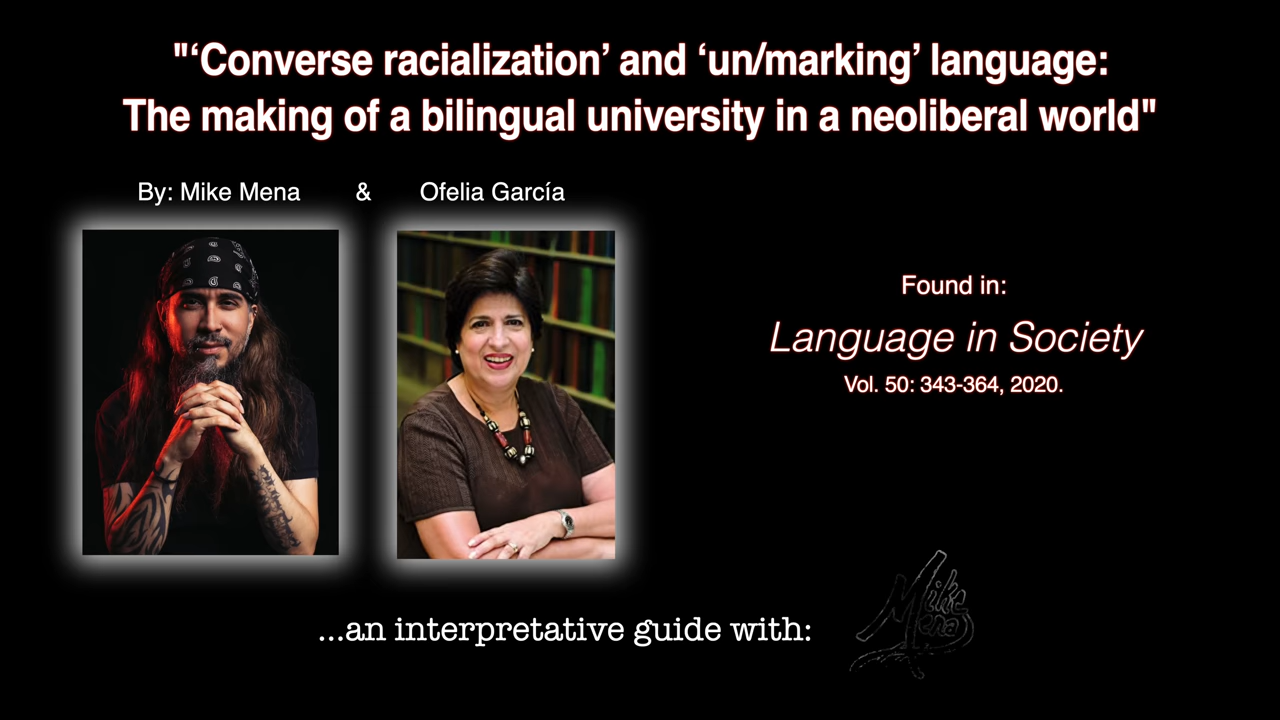 "‘Converse racialization’ and ‘un/marking’ language:
The making of a bilingual university in a neoliberal world"
By: Mike Mena & Ofelia García
Found in:
Language in Society
Vol. 50: 343-364, 2020.
...an interpretative guide with:
Mike
Mena